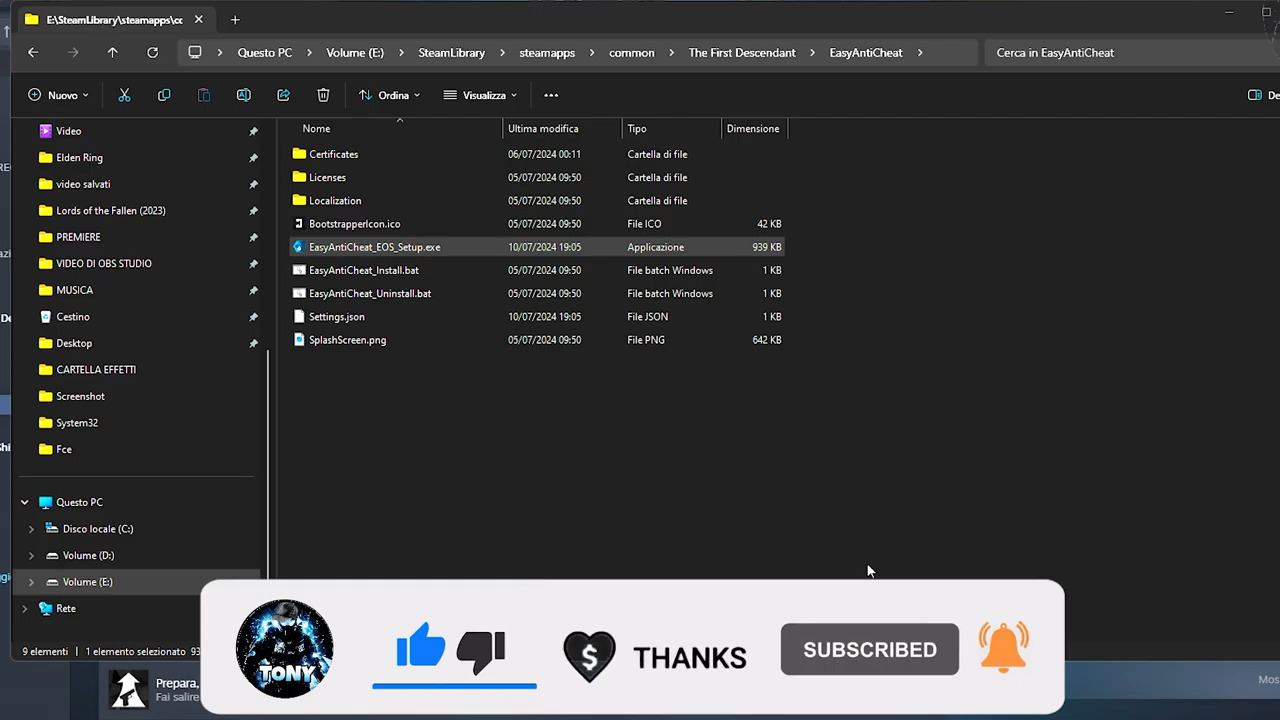 E:\SteamLibrary\steamapps\cc
Questo PC > Volume (E:) > SteamLibrary > steamapps > common > The First Descendant > EasyAntiCheat >
Cerca in EasyAntiCheat
Nuovo
Ordina
Visualizza
De
Nome Ultima modifica Tipo Dimensione
Video
Elden Ring
video salvati
Lords of the Fallen (2023)
PREMIERE
VIDEO DI OBS STUDIO
MUSICA
Cestino
Desktop
CARTELLA EFFETTI
Screenshot
System32
Fce
Questo PC
Disco locale (C:)
Volume (D:)
Volume (E:)
Rete
Certificates 06/07/2024 00:11 Cartella di file
Licenses 05/07/2024 09:50 Cartella di file
Localization 05/07/2024 09:50 Cartella di file
BootstrapperIcon.ico 05/07/2024 09:50 File ICO 42 KB
EasyAntiCheat_EOS_Setup.exe 10/07/2024 19:05 Applicazione 939 KB
EasyAntiCheat_Install.bat 05/07/2024 09:50 File batch Windows 1 KB
EasyAntiCheat_Uninstall.bat 05/07/2024 09:50 File batch Windows 1 KB
Settings.json 10/07/2024 19:05 File JSON 1 KB
SplashScreen.png 05/07/2024 09:50 File PNG 642 KB
9 elementi 1 elemento selezionato 93
TONY
$
THANKS
SUBSCRIBED
Prepara,
Fai salire
Mos